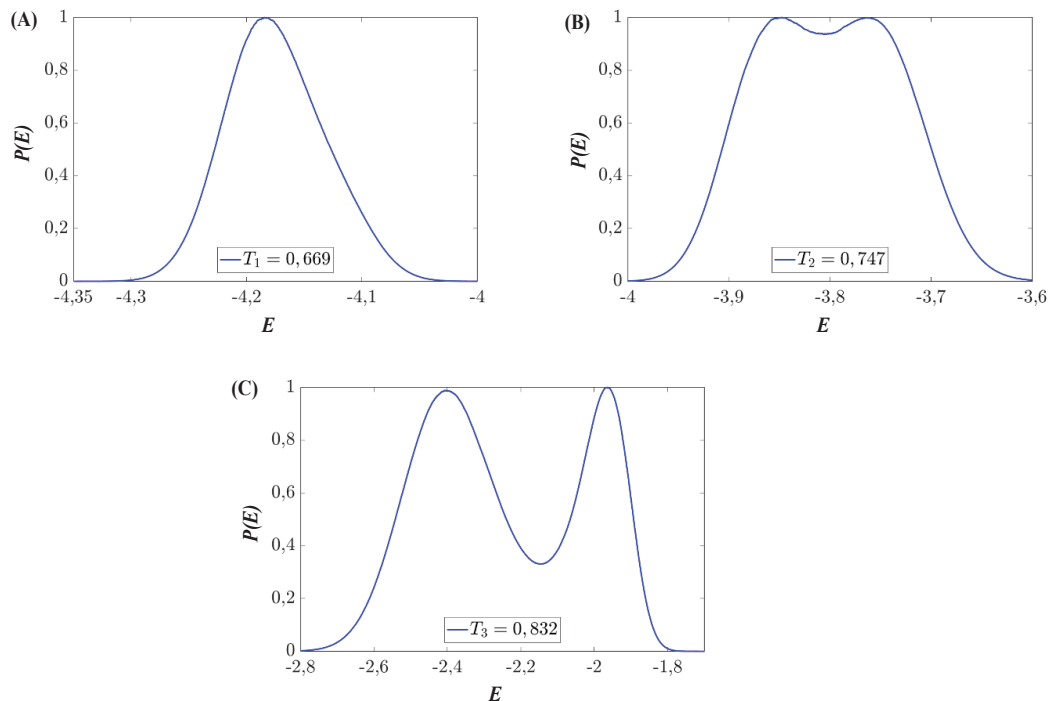 (A)
1
0,8
0,6
0,4
0,2
0
P(E)
T₁ = 0,669
-4,35 -4,3 -4,2 -4,1 -4
E
(B)
1
0,8
0,6
0,4
0,2
0
P(E)
T₂ = 0,747
-4 -3,9 -3,8 -3,7 -3,6
E
(C)
1
0,8
0,6
0,4
0,2
0
P(E)
T₃ = 0,832
-2,8 -2,6 -2,4 -2,2 -2 -1,8
E